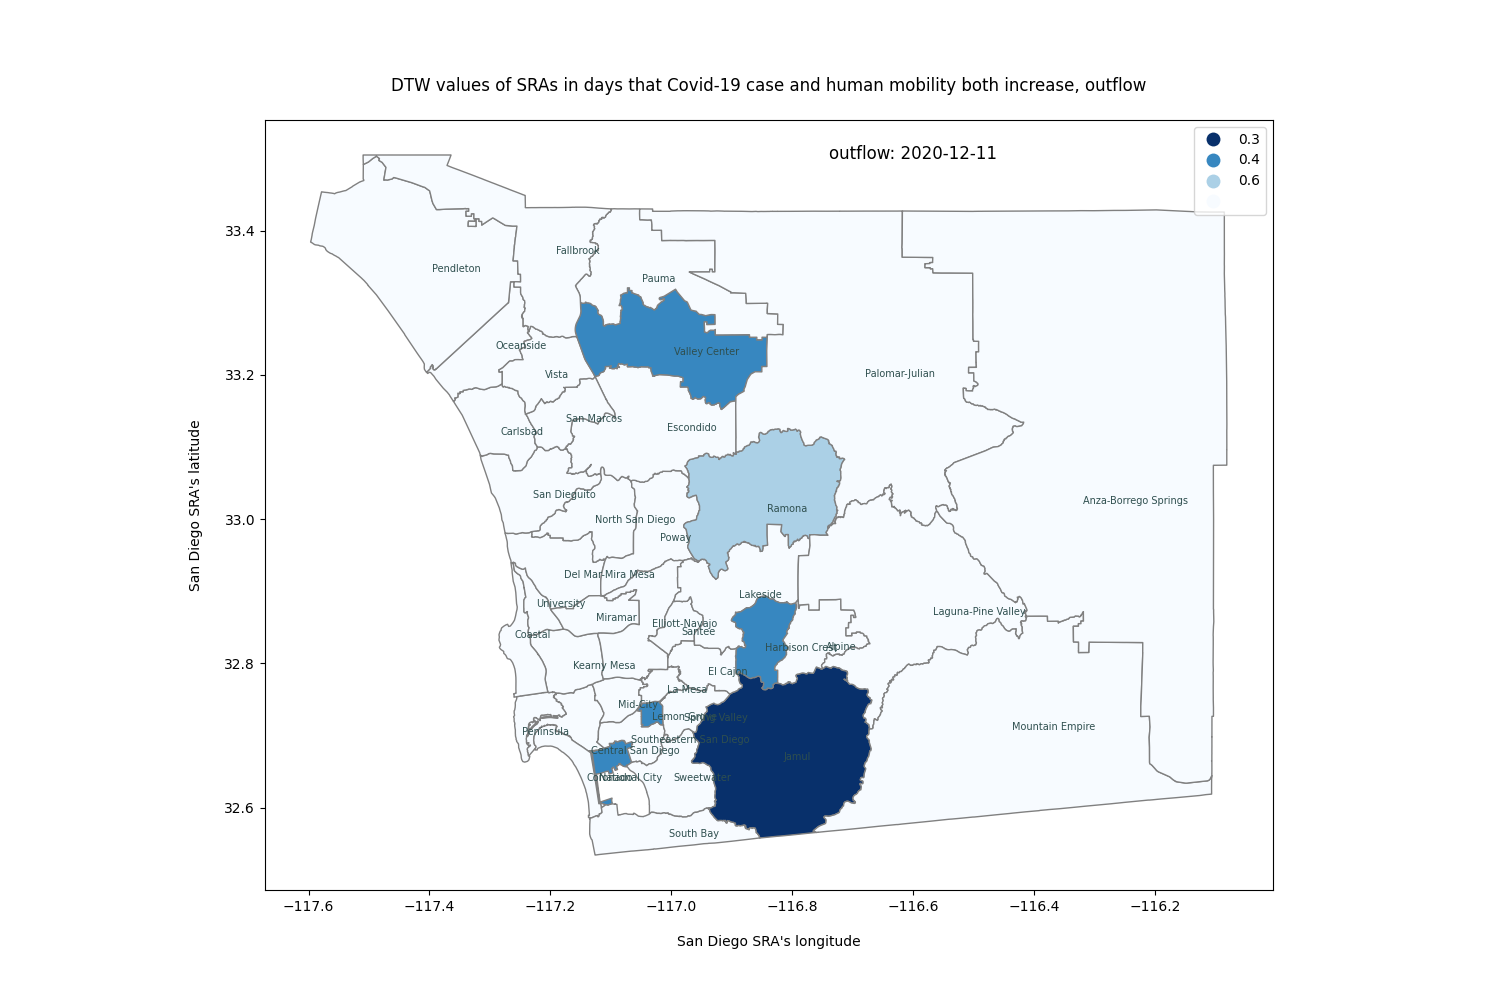 DTW values of SRAs in days that Covid-19 case and human mobility both increase, outflow
outflow: 2020-12-11
0.3
0.4
0.6
33.4
33.2
33.0
32.8
32.6
San Diego SRA's latitude
Fallbrook
Pendleton
Pauma
Oceanside
Valley Center
Vista
Palomar-Julian
San Marcos
Carlsbad
Escondido
San Dieguito
Anza-Borrego Springs
Ramona
North San Diego
Poway
Del Mar-Mira Mesa
Lakeside
University
Laguna-Pine Valley
Miramar
Elliott-Navajo
Santee
Coastal
Harbison Crest
Alpine
Kearny Mesa
El Cajon
La Mesa
Mid-City
Lemon Grove
Spring Valley
Mountain Empire
Peninsula
Southeastern San Diego
Central San Diego
Jamul
Coronado
National City
Sweetwater
South Bay
−117.6
−117.4
−117.2
−117.0
−116.8
−116.6
−116.4
−116.2
San Diego SRA's longitude